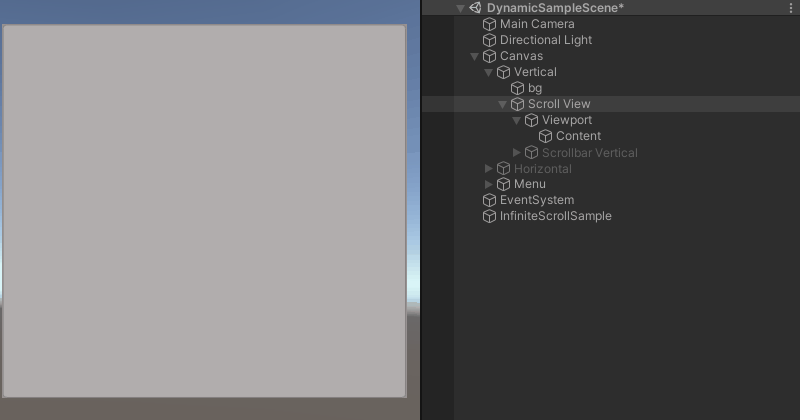 DynamicSampleScene*
Main Camera
Directional Light
Canvas
Vertical
bg
Scroll View
Viewport
Content
Scrollbar Vertical
Horizontal
Menu
EventSystem
InfiniteScrollSample